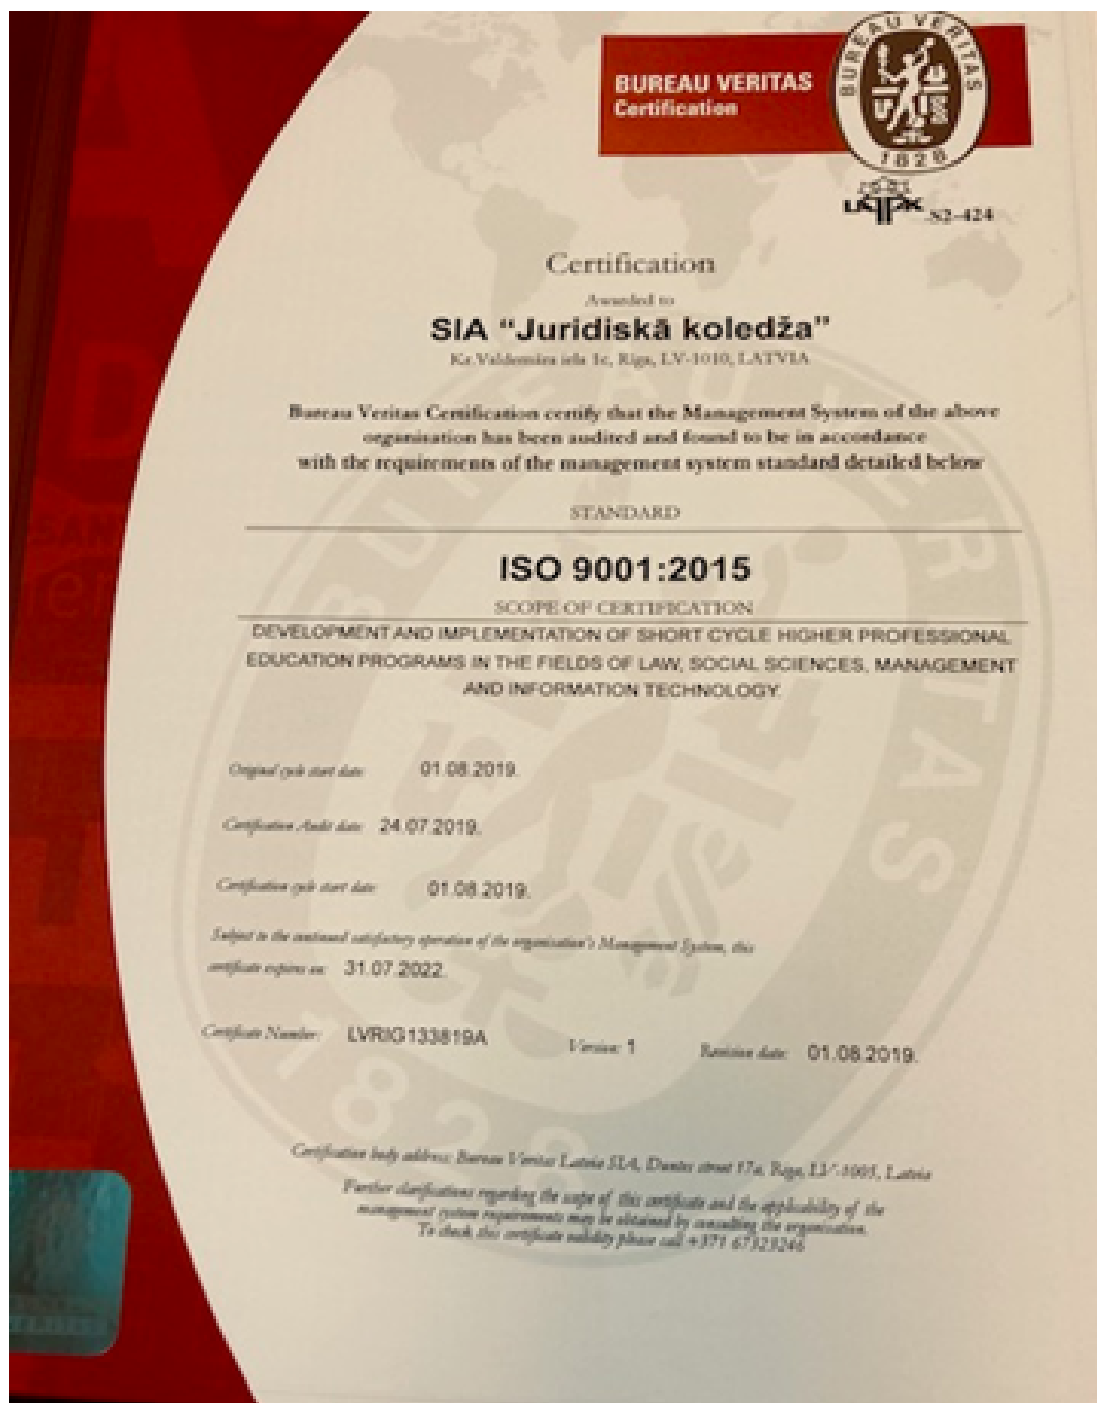 BUREAU VERITAS
Certification
BUREAU VERITAS
1828
LATAK
S2-424
Certification
Awarded to
SIA “Juridiskā koledža”
Kr.Valdemāra iela 1c, Rīga, LV-1010, LATVIA
Bureau Veritas Certification certify that the Management System of the above
organisation has been audited and found to be in accordance
with the requirements of the management system standard detailed below
STANDARD
ISO 9001:2015
SCOPE OF CERTIFICATION
DEVELOPMENT AND IMPLEMENTATION OF SHORT CYCLE HIGHER PROFESSIONAL
EDUCATION PROGRAMS IN THE FIELDS OF LAW, SOCIAL SCIENCES, MANAGEMENT
AND INFORMATION TECHNOLOGY.
Original cycle start date: 01.08.2019.
Certification Audit date: 24.07.2019.
Certification cycle start date: 01.08.2019.
Subject to the continued satisfactory operation of the organisation's Management System, this
certificate expires on: 31.07.2022.
Certificate Number: LVRIG133819A Version: 1 Revision date: 01.08.2019.
Certification body address: Bureau Veritas Latvia SIA, Duntes street 17a, Riga, LV-1005, Latvia
Further clarifications regarding the scope of this certificate and the applicability of the
management system requirements may be obtained by consulting the organisation.
To check this certificate validity please call +371 67323246
BUREAU VERITAS
1828